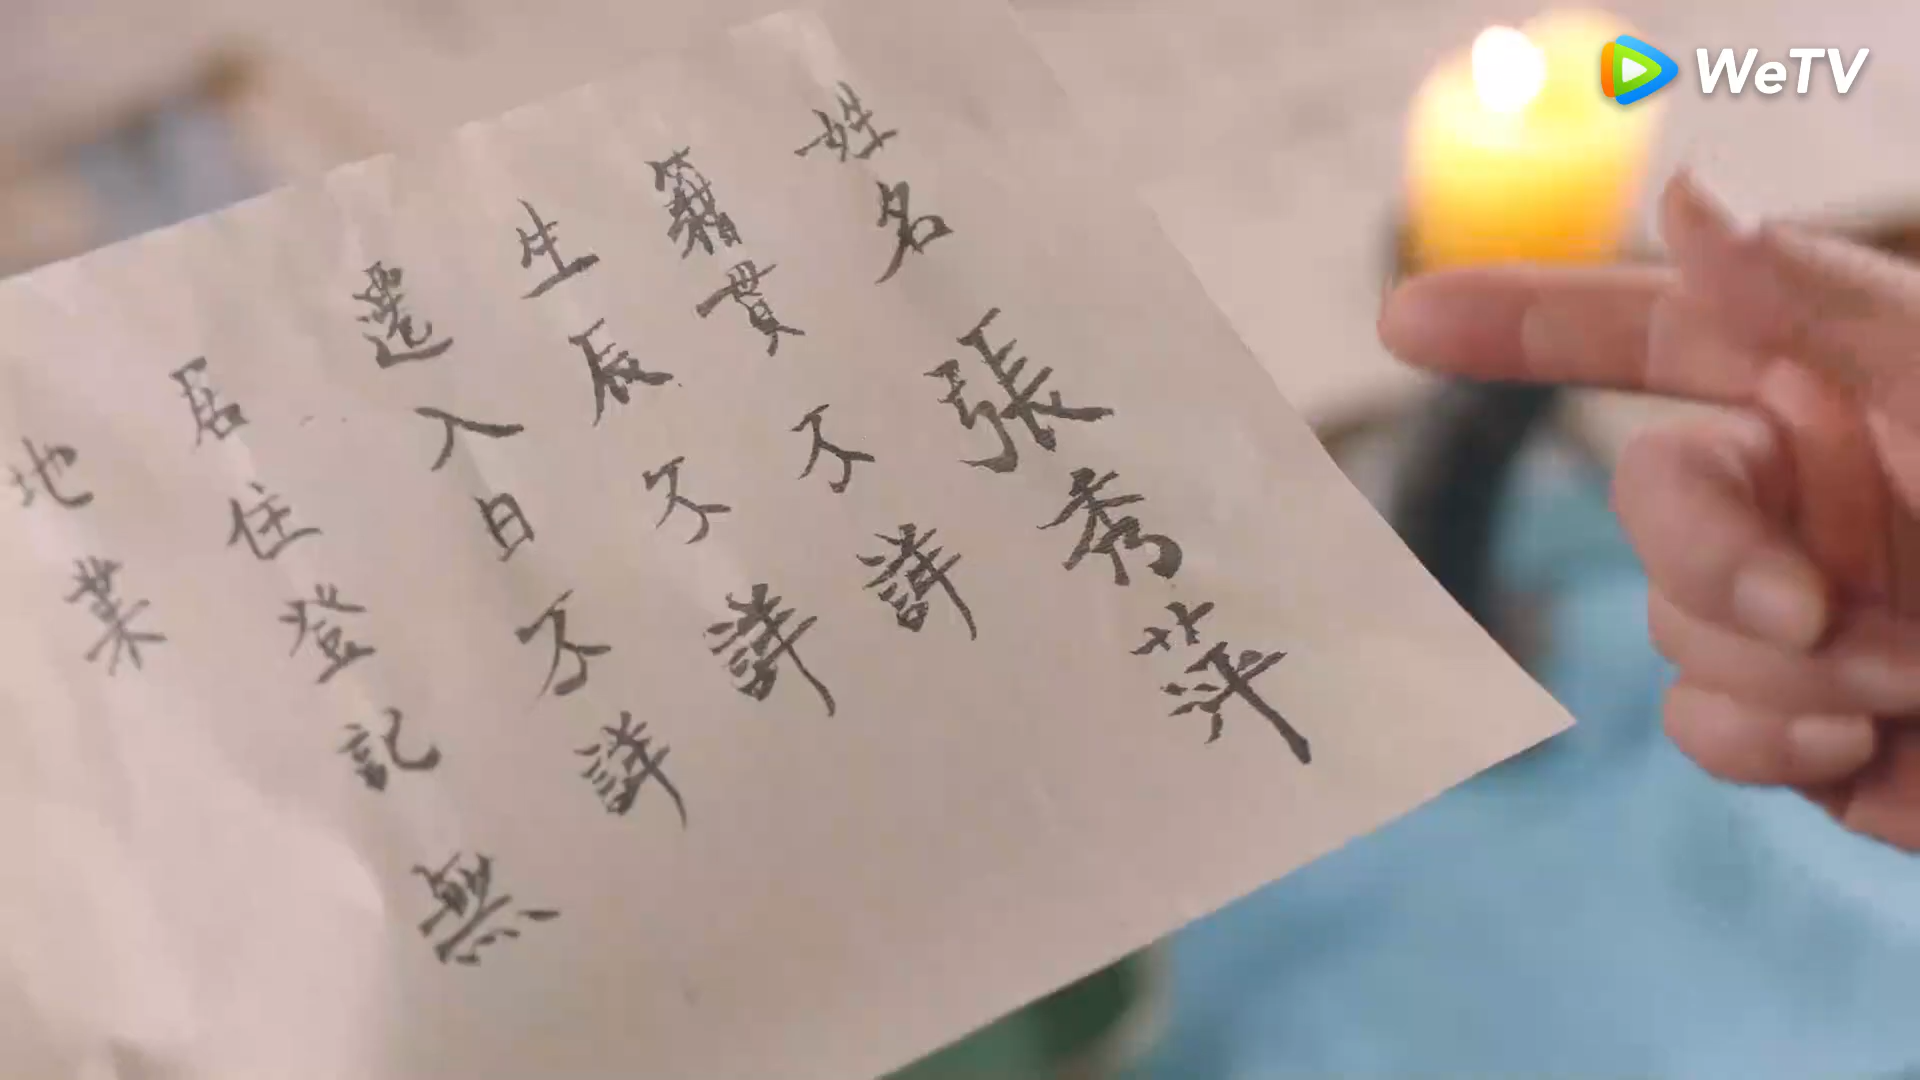 姓名 張秀萍
籍貫 不詳
生辰 不詳
遷入日 不詳
居住登記 無
地業
WeTV